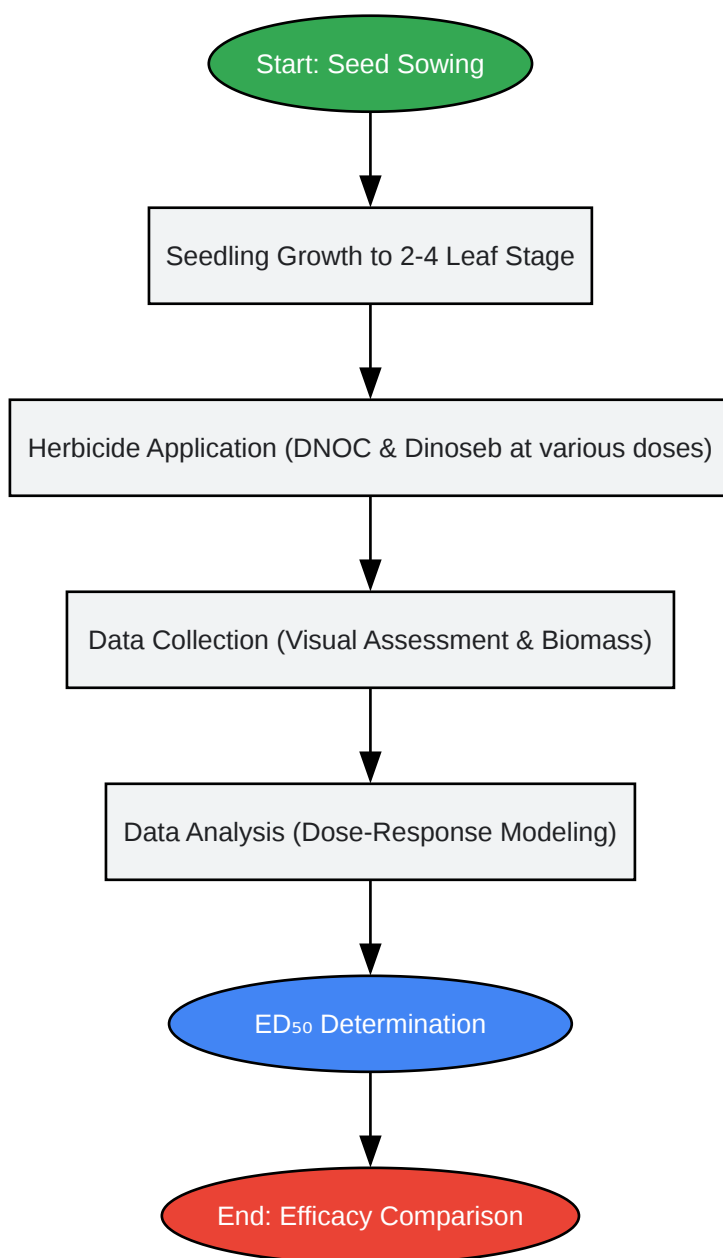 Start: Seed Sowing
Seedling Growth to 2-4 Leaf Stage
Herbicide Application (DNOC & Dinoseb at various doses)
Data Collection (Visual Assessment & Biomass)
Data Analysis (Dose-Response Modeling)
ED₅₀ Determination
End: Efficacy Comparison